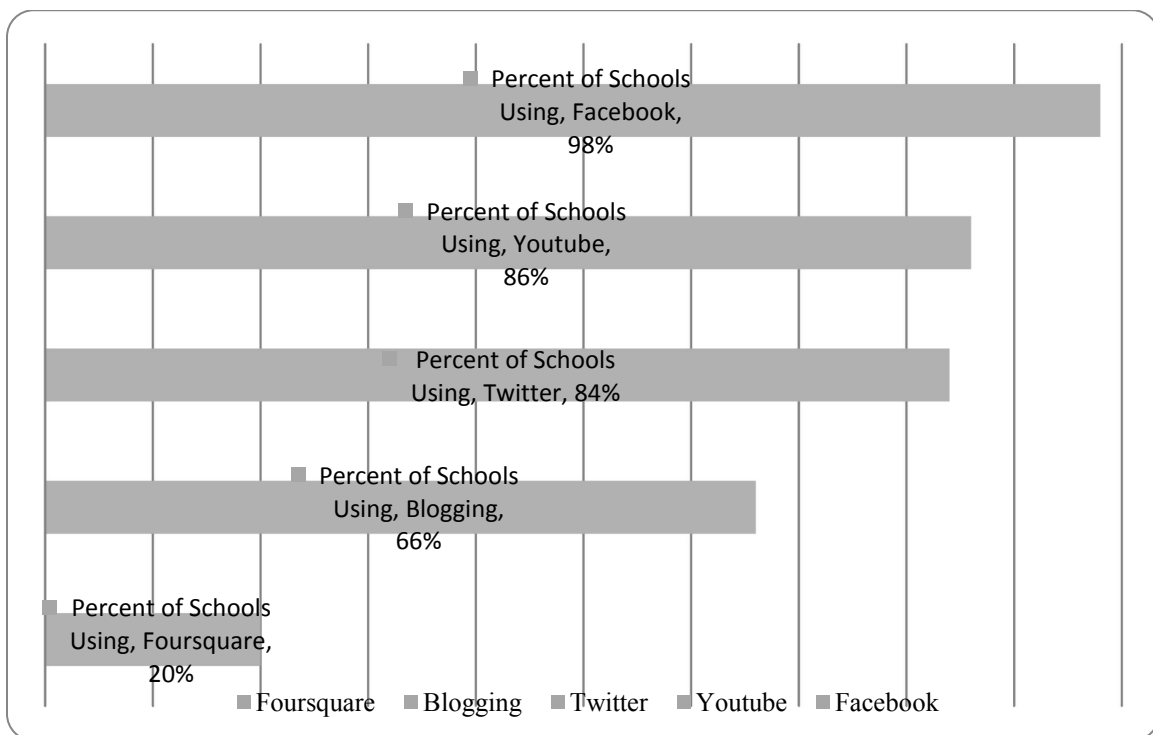 Percent of Schools
Using, Facebook,
98%
Percent of Schools
Using, Youtube,
86%
Percent of Schools
Using, Twitter, 84%
Percent of Schools
Using, Blogging,
66%
Percent of Schools
Using, Foursquare,
20%
Foursquare Blogging Twitter Youtube Facebook